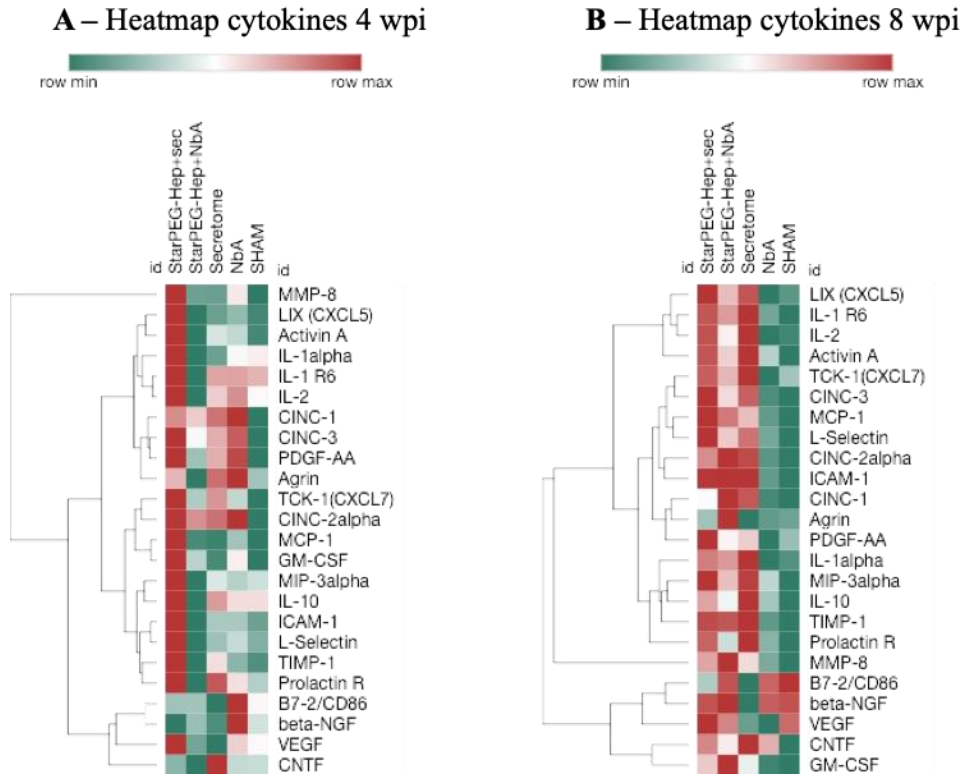 A – Heatmap cytokines 4 wpi
row min row max
id
StarPEG-Hep+sec
StarPEG-Hep+NbA
Secretome
NbA
SHAM
id
MMP-8
LIX (CXCL5)
Activin A
IL-1alpha
IL-1 R6
IL-2
CINC-1
CINC-3
PDGF-AA
Agrin
TCK-1(CXCL7)
CINC-2alpha
MCP-1
GM-CSF
MIP-3alpha
IL-10
ICAM-1
L-Selectin
TIMP-1
Prolactin R
B7-2/CD86
beta-NGF
VEGF
CNTF
B – Heatmap cytokines 8 wpi
row min row max
id
StarPEG-Hep+sec
StarPEG-Hep+NbA
Secretome
NbA
SHAM
id
LIX (CXCL5)
IL-1 R6
IL-2
Activin A
TCK-1(CXCL7)
CINC-3
MCP-1
L-Selectin
CINC-2alpha
ICAM-1
CINC-1
Agrin
PDGF-AA
IL-1alpha
MIP-3alpha
IL-10
TIMP-1
Prolactin R
MMP-8
B7-2/CD86
beta-NGF
VEGF
CNTF
GM-CSF